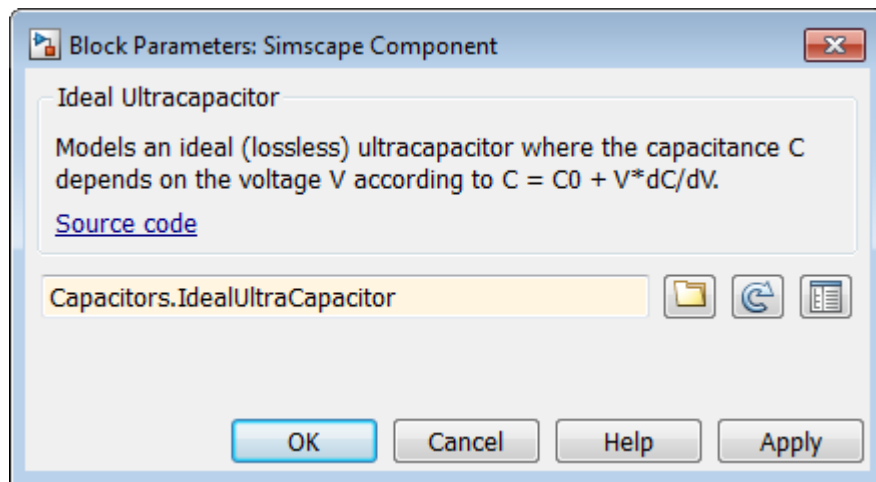 Block Parameters: Simscape Component
Ideal Ultracapacitor
Models an ideal (lossless) ultracapacitor where the capacitance C
depends on the voltage V according to C = C0 + V*dC/dV.
Source code
Capacitors.IdealUltraCapacitor
OK Cancel Help Apply